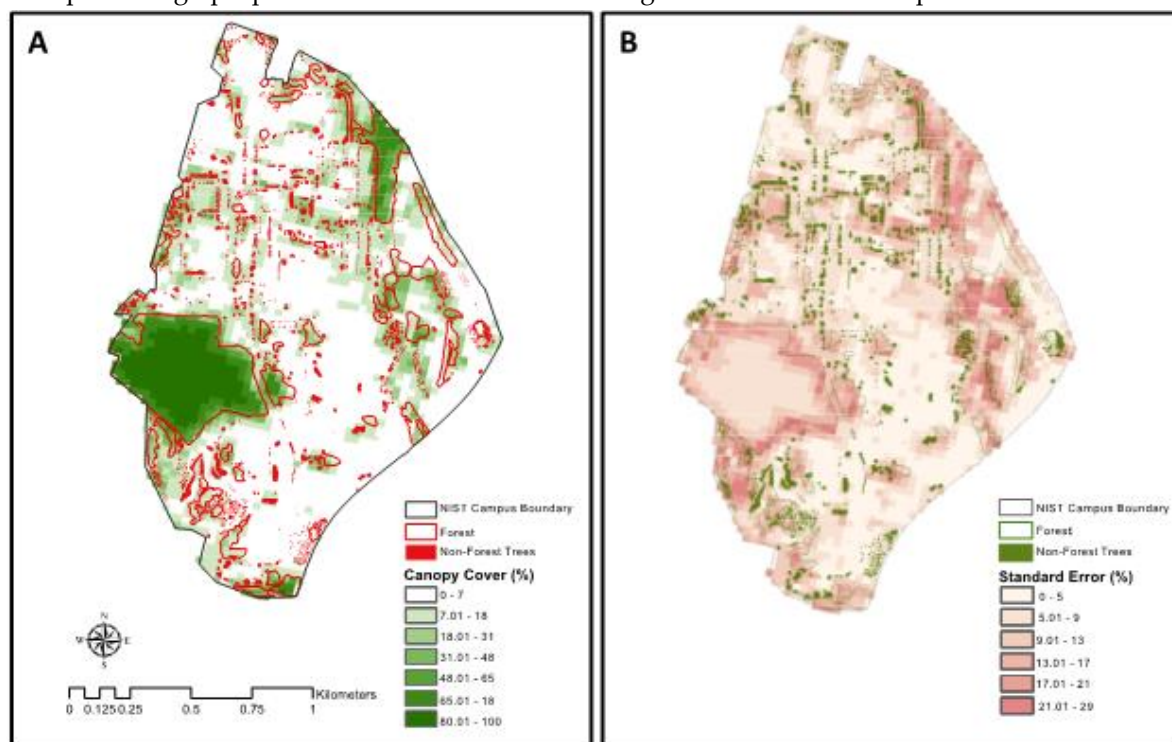 A
NIST Campus Boundary
Forest
Non-Forest Trees
Canopy Cover (%)
0 - 7
7.01 - 18
18.01 - 31
31.01 - 48
48.01 - 65
65.01 - 18
80.01 - 100
N
W E
S
Kilometers
0 0.125 0.25 0.5 0.75 1
B
NIST Campus Boundary
Forest
Non-Forest Trees
Standard Error (%)
0 - 5
5.01 - 9
9.01 - 13
13.01 - 17
17.01 - 21
21.01 - 29